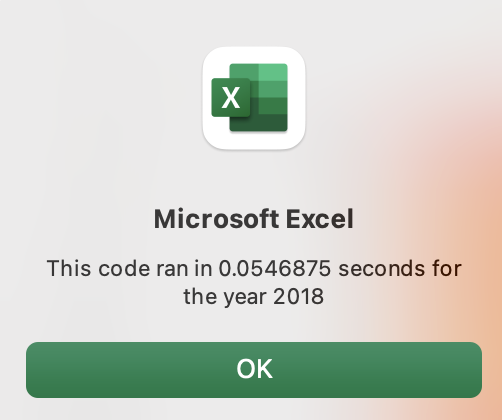 X
Microsoft Excel
This code ran in 0.0546875 seconds for
the year 2018
OK